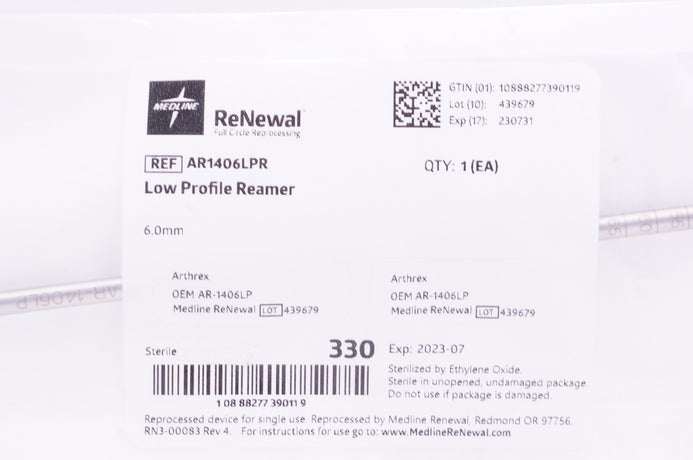 MEDLINE
ReNewal™
Full Circle Reprocessing
GTIN (01): 10888277390119
Lot (10): 439679
Exp (17): 230731
REF AR1406LPR
QTY: 1 (EA)
Low Profile Reamer
6.0mm
Arthrex
OEM AR-1406LP
Medline ReNewal LOT 439679
Arthrex
OEM AR-1406LP
Medline ReNewal LOT 439679
AR-1406LP
Sterile
330
Exp: 2023-07
Sterilized by Ethylene Oxide.
Sterile in unopened, undamaged package.
Do not use if package is damaged.
1 08 88277 39011 9
Reprocessed device for single use. Reprocessed by Medline Renewal, Redmond OR 97756.
RN3-00083 Rev 4. For instructions for use go to: www.MedlineReNewal.com